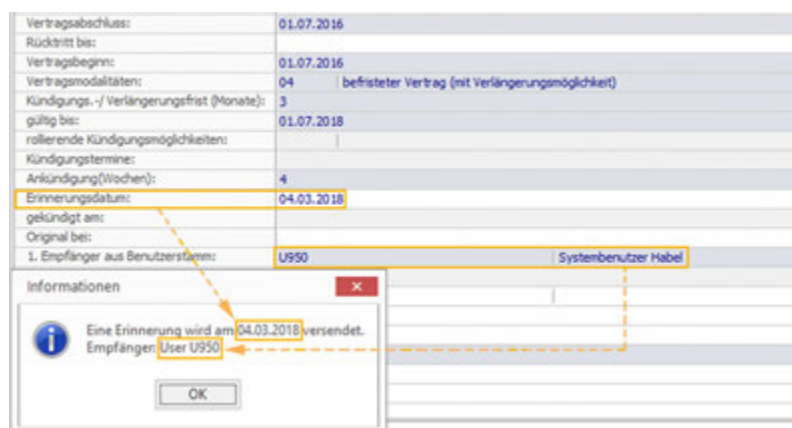 Vertragsabschluss: 01.07.2016
Rücktritt bis:
Vertragsbeginn: 01.07.2016
Vertragsmodalitäten: 04 befristeter Vertrag (mit Verlängerungsmöglichkeit)
Kündigungs.-/ Verlängerungsfrist (Monate): 3
gültig bis: 01.07.2018
rollierende Kündigungsmöglichkeiten:
Kündigungstermine:
Ankündigung(Wochen): 4
Erinnerungsdatum: 04.03.2018
gekündigt am:
Original bei:
1. Empfänger aus Benutzerstamm: U950 Systembenutzer Habel
Informationen
Eine Erinnerung wird am 04.03.2018 versendet.
Empfänger: User U950
OK